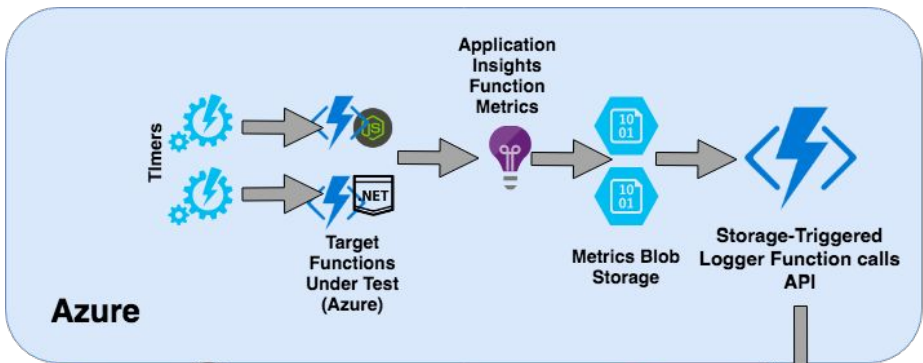 Application
Insights
Function
Metrics
Timers
JS
.NET
10
01
10
01
Target
Functions
Under Test
(Azure)
Metrics Blob
Storage
Storage-Triggered
Logger Function calls
API
Azure